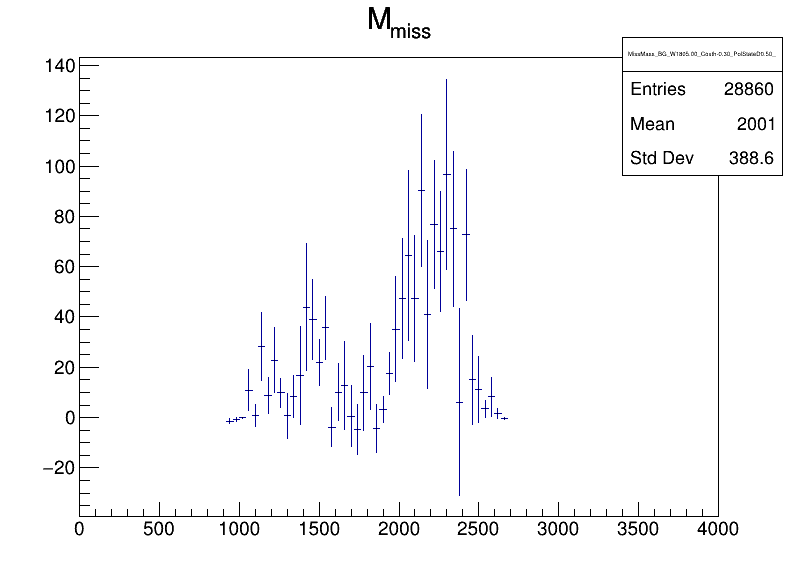 M_miss
MissMass_BG_W1805.00_Costh-0.30_PolStateD0.50_
Entries 28860
Mean 2001
Std Dev 388.6
140
120
100
80
60
40
20
0
−20
0 500 1000 1500 2000 2500 3000 3500 4000